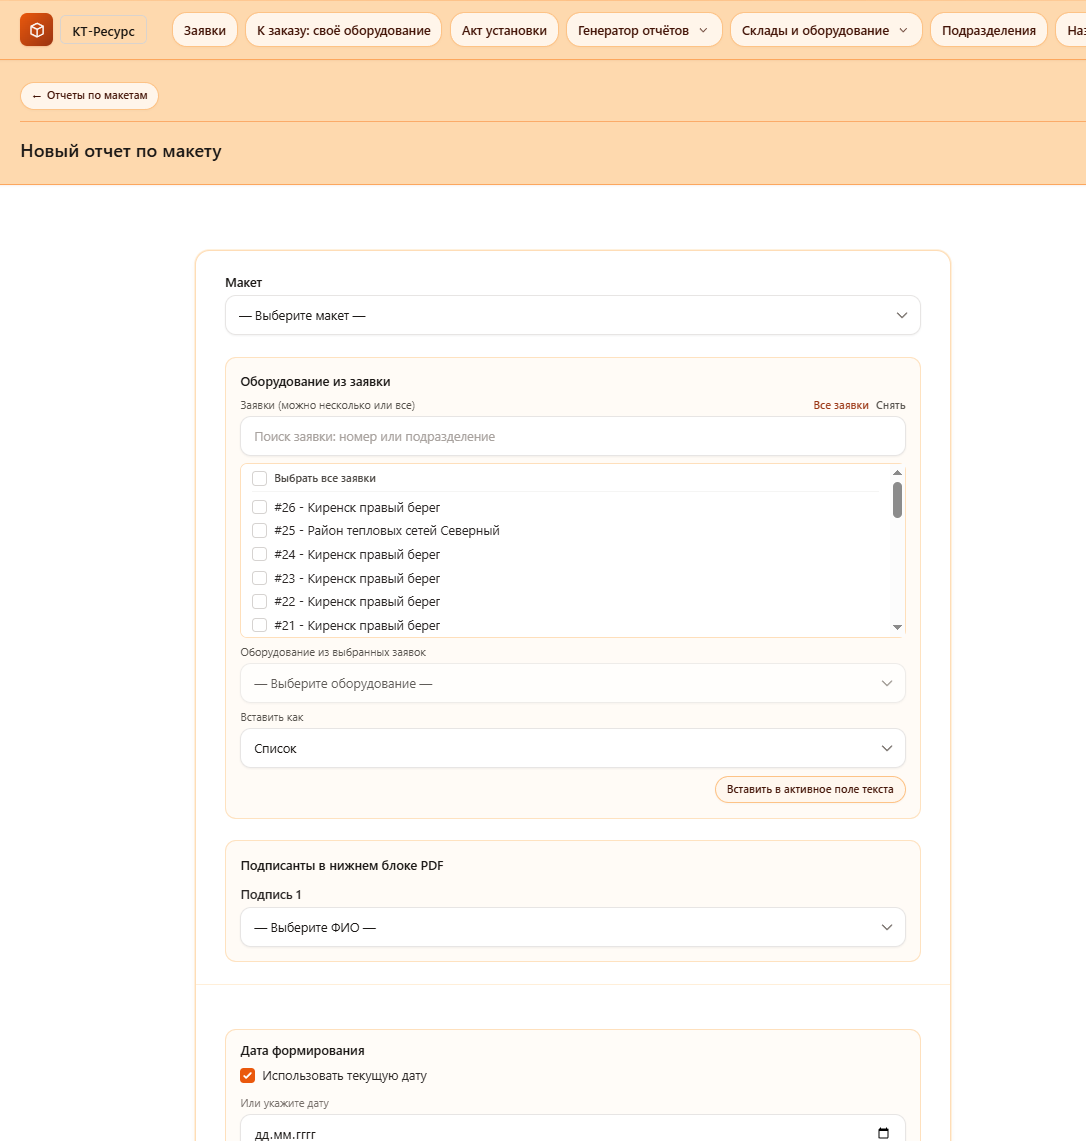 КТ-Ресурс
Заявки
К заказу: своё оборудование
Акт установки
Генератор отчётов
Склады и оборудование
Подразделения
Наз
← Отчеты по макетам
Новый отчет по макету
Макет
— Выберите макет —
Оборудование из заявки
Заявки (можно несколько или все)
Все заявки Снять
Поиск заявки: номер или подразделение
Выбрать все заявки
#26 - Киренск правый берег
#25 - Район тепловых сетей Северный
#24 - Киренск правый берег
#23 - Киренск правый берег
#22 - Киренск правый берег
#21 - Киренск правый берег
Оборудование из выбранных заявок
— Выберите оборудование —
Вставить как
Список
Вставить в активное поле текста
Подписанты в нижнем блоке PDF
Подпись 1
— Выберите ФИО —
Дата формирования
Использовать текущую дату
Или укажите дату
дд.мм.гггг